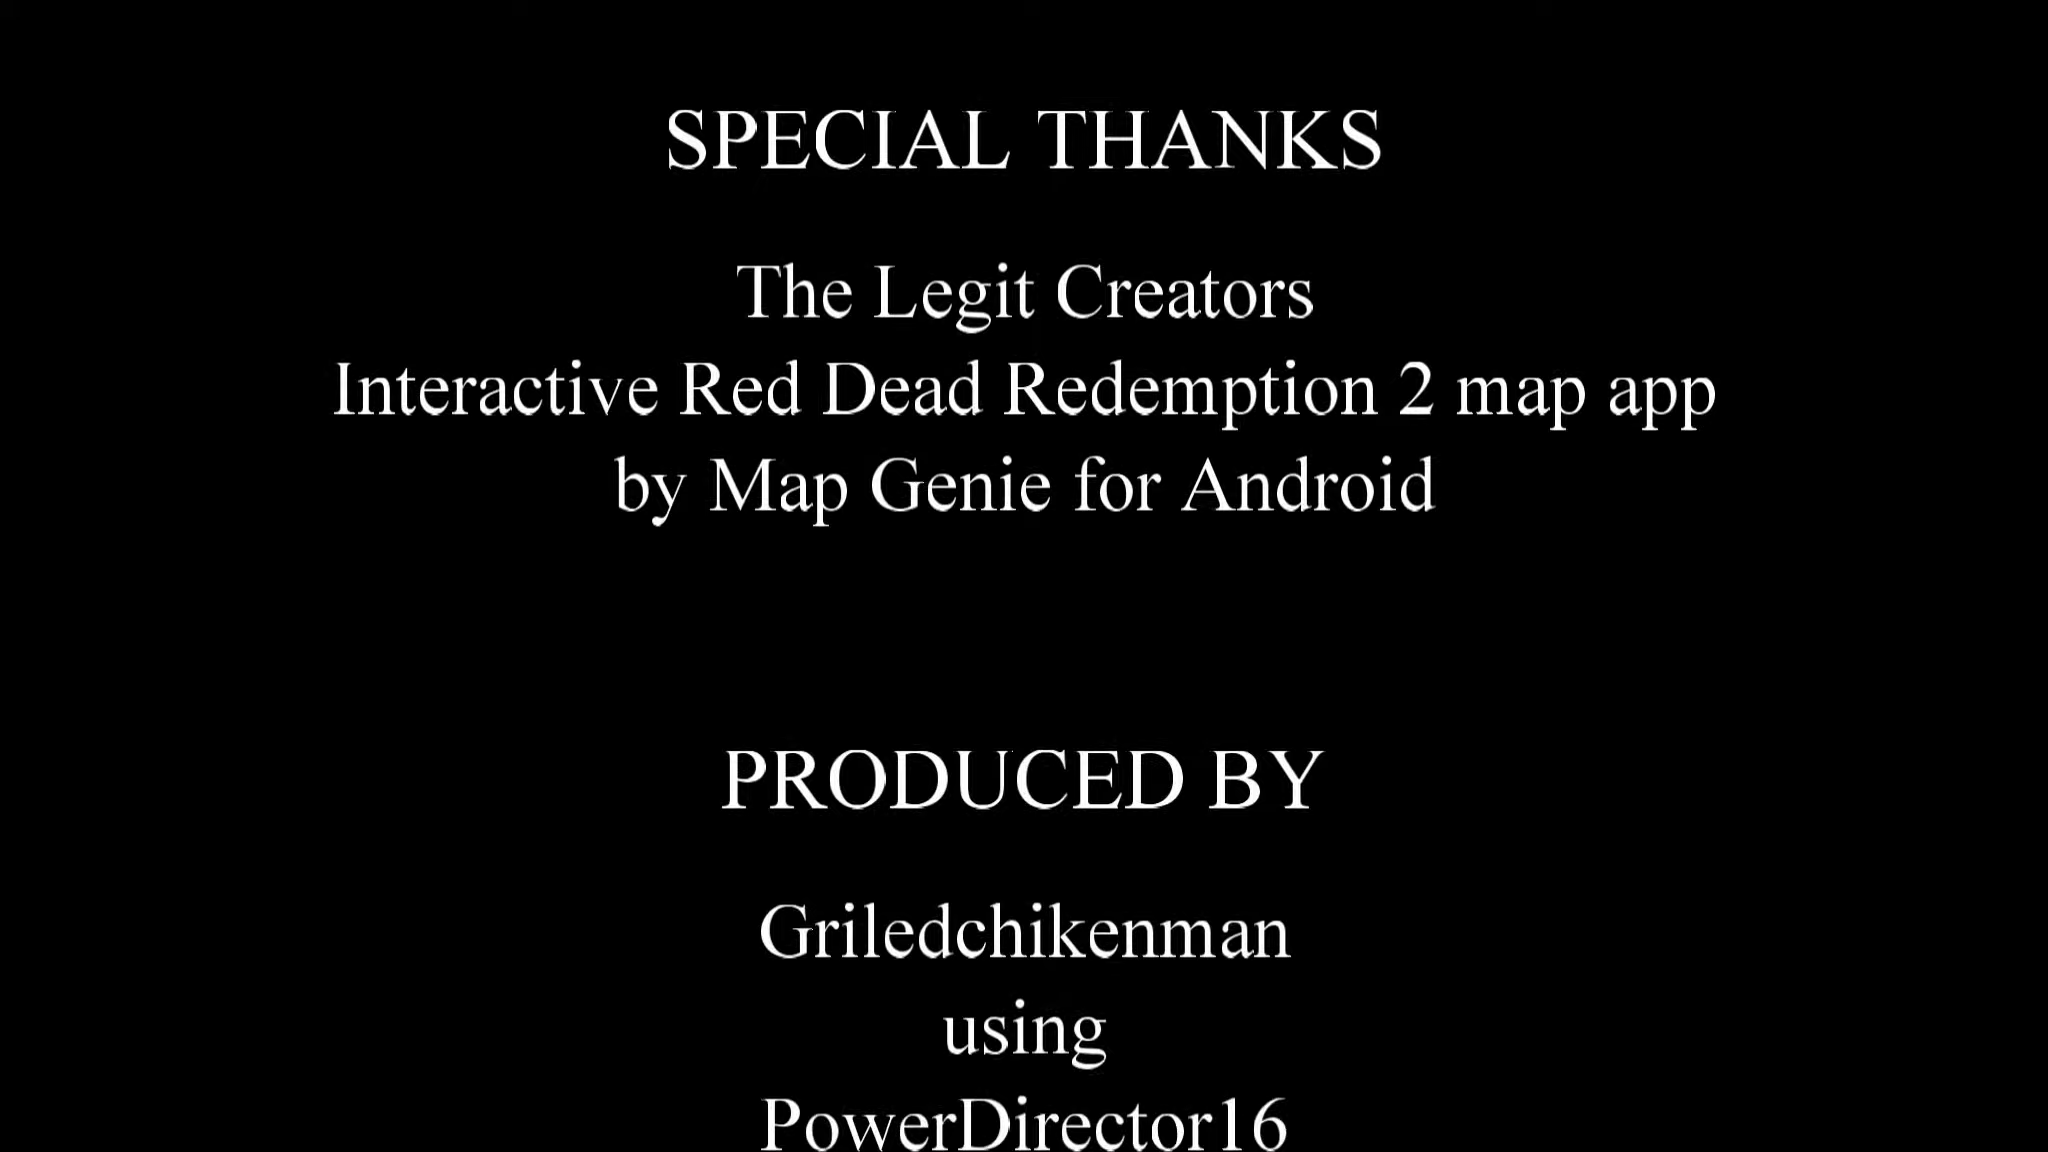 SPECIAL THANKS
The Legit Creators
Interactive Red Dead Redemption 2 map app
by Map Genie for Android
PRODUCED BY
Griledchikenman
using
PowerDirector16